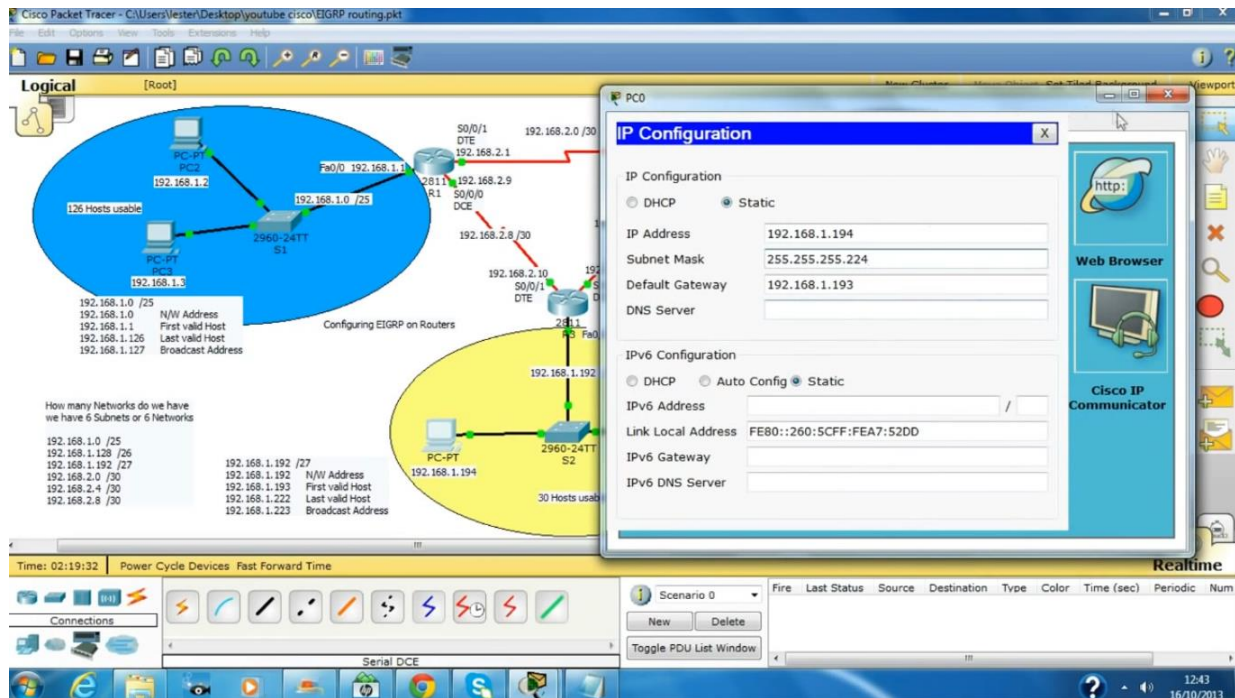 Cisco Packet Tracer - C:\Users\lester\Desktop\youtube cisco\EIGRP routing.pkt
File Edit Options View Tools Extensions Help
Logical
[Root]
New Cluster
Viewport
126 Hosts usable
PC-PT
PC2
192.168.1.2
PC-PT
PC3
192.168.1.3
Fa0/0 192.168.1.1
192.168.1.0 /25
2960-24TT
S1
S0/0/1
DTE
192.168.2.1
192.168.2.0 /30
2811
R1
192.168.2.9
S0/0/0
DCE
192.168.2.8 /30
192.168.2.10
S0/0/1
DTE
2811
Fa0
192.168.1.0 /25
192.168.1.0 N/W Address
192.168.1.1 First valid Host
192.168.1.126 Last valid Host
192.168.1.127 Broadcast Address
Configuring EIGRP on Routers
192.168.1.192
PC-PT
192.168.1.194
2960-24TT
S2
30 Hosts usab
How many Networks do we have
we have 6 Subnets or 6 Networks
192.168.1.0 /25
192.168.1.128 /26
192.168.1.192 /27
192.168.2.0 /30
192.168.2.4 /30
192.168.2.8 /30
192.168.1.192 /27
192.168.1.192 N/W Address
192.168.1.193 First valid Host
192.168.1.222 Last valid Host
192.168.1.223 Broadcast Address
PC0
IP Configuration
X
IP Configuration
DHCP Static
IP Address 192.168.1.194
Subnet Mask 255.255.255.224
Default Gateway 192.168.1.193
DNS Server
IPv6 Configuration
DHCP Auto Config Static
IPv6 Address /
Link Local Address FE80::260:5CFF:FEA7:52DD
IPv6 Gateway
IPv6 DNS Server
http:
Web Browser
Cisco IP
Communicator
Time: 02:19:32 Power Cycle Devices Fast Forward Time
Realtime
Connections
Serial DCE
Scenario 0
New Delete
Toggle PDU List Window
Fire Last Status Source Destination Type Color Time (sec) Periodic Num
12:43
16/10/2013